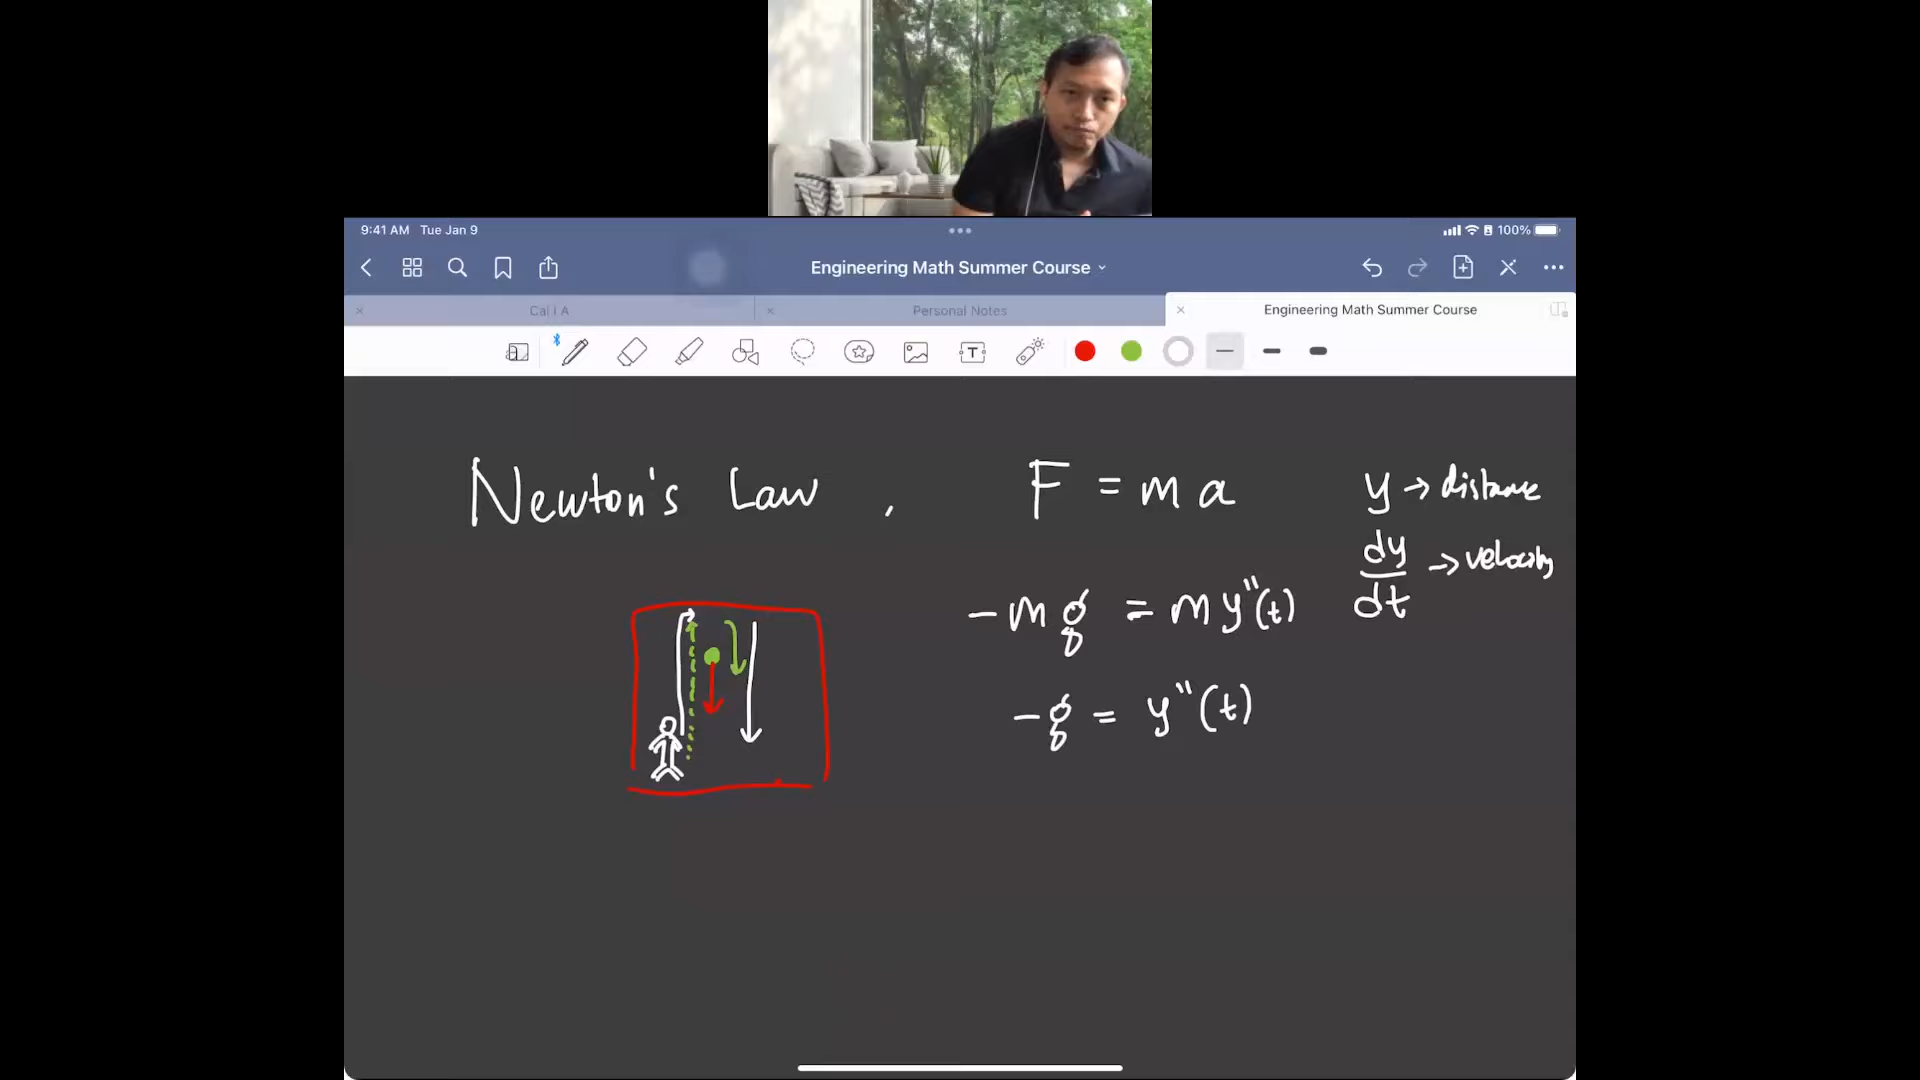 9:41 AM Tue Jan 9
100%
Engineering Math Summer Course
Cal I A
Personal Notes
Engineering Math Summer Course
T
Newton's Law , F = ma
y → distance
dy/dt → velocity
-mg = my"(t)
-g = y"(t)